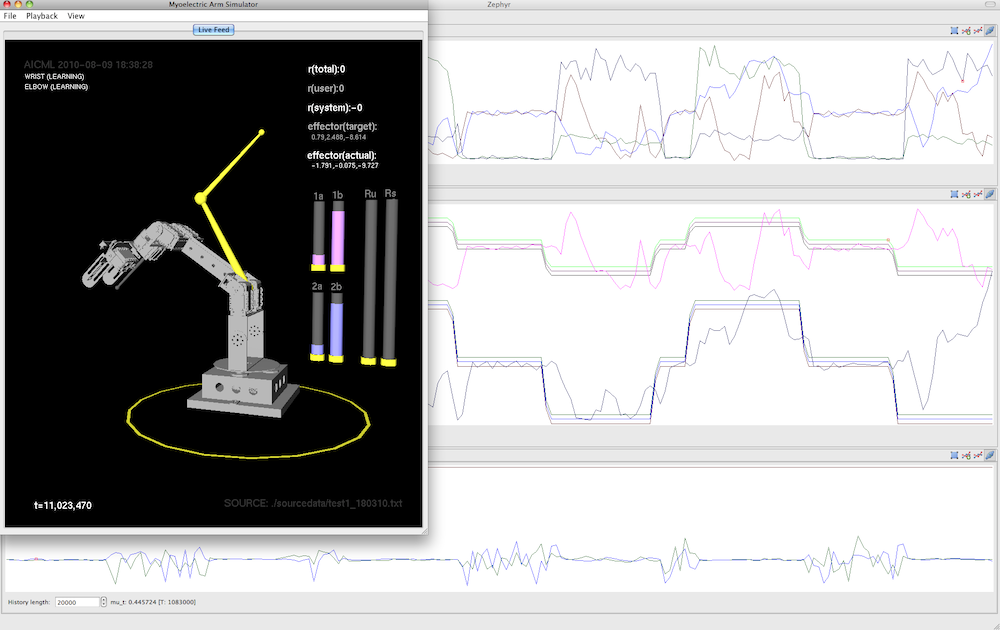 Myoelectric Arm Simulator
Zephyr
File Playback View
Live Feed
AICML 2010-08-09 18:38:28
WRIST (LEARNING)
ELBOW (LEARNING)
r(total):0
r(user):0
r(system):-0
effector(target):
0.79,2.488,-8.614
effector(actual):
-1.791,-0.075,-9.727
1a 1b Ru Rs
2a 2b
t=11,023,470
SOURCE: ./sourcedata/test1_180310.txt
History length: 20000 mu_t: 0.445724 [T: 1083000]